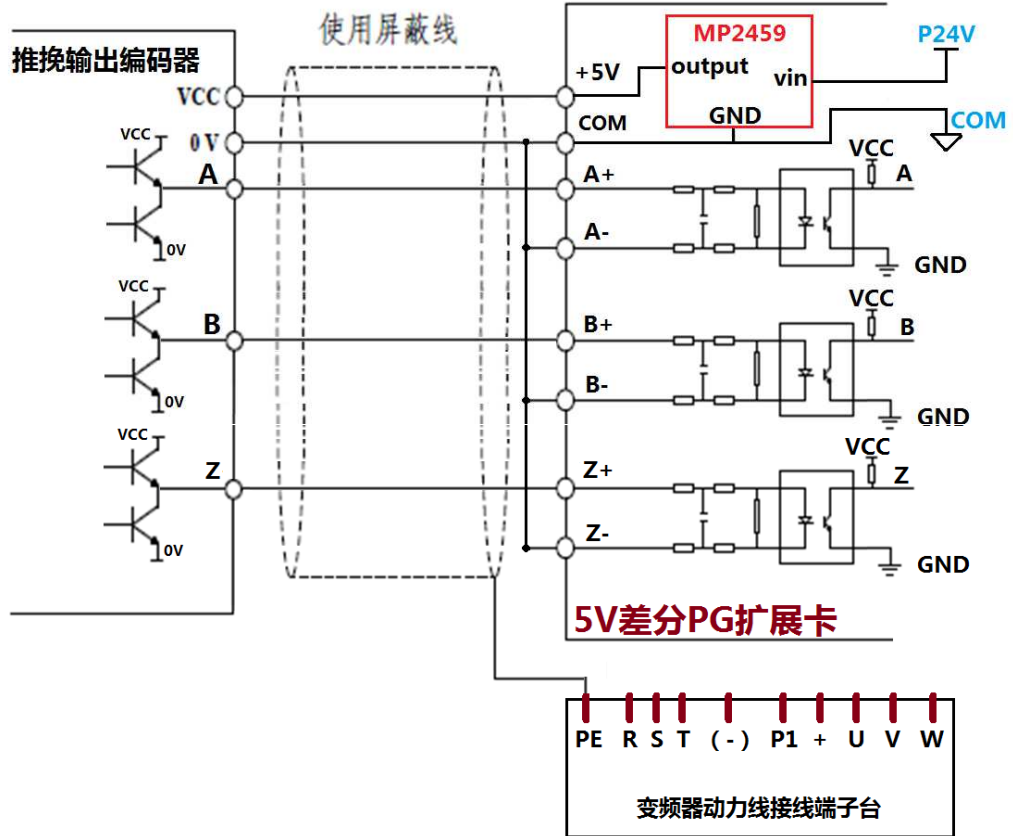 使用屏蔽线
推挽输出编码器
MP2459
P24V
+5V
output
vin
VCC
COM
GND
COM
0V
VCC
VCC
A
A+
A
0V
A-
GND
VCC
VCC
B
B+
B
0V
B-
GND
VCC
VCC
Z
Z+
Z
0V
Z-
GND
5V差分PG扩展卡
PE R S T (-) P1 + U V W
变频器动力线接线端子台